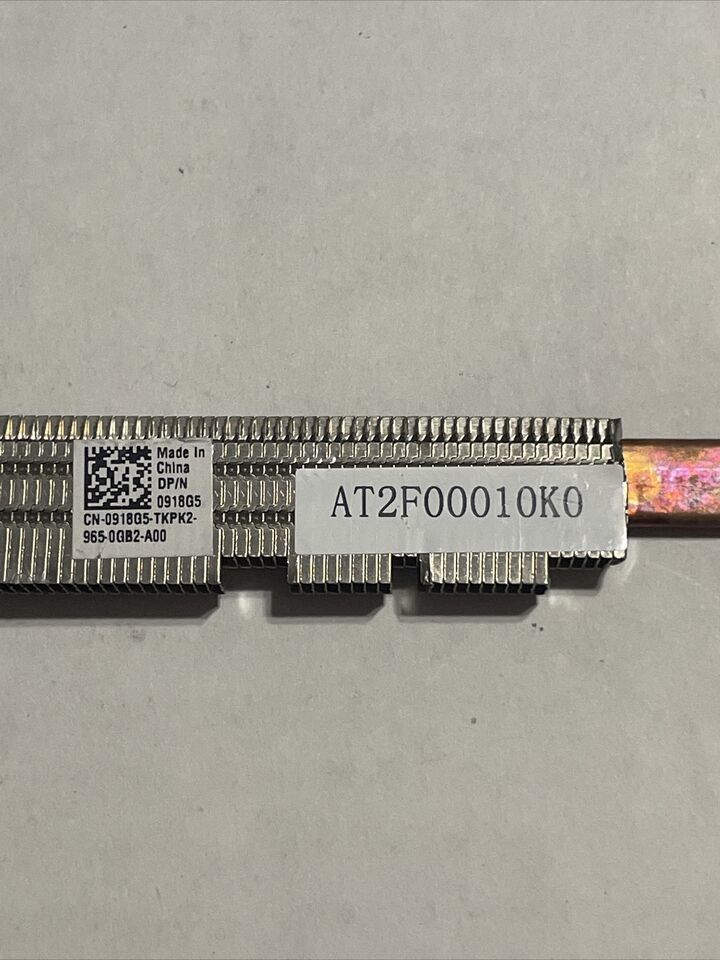 Made In
China
DP/N
0918G5
CN-0918G5-TKPK2-
965-0GB2-A00
AT2F00010K0